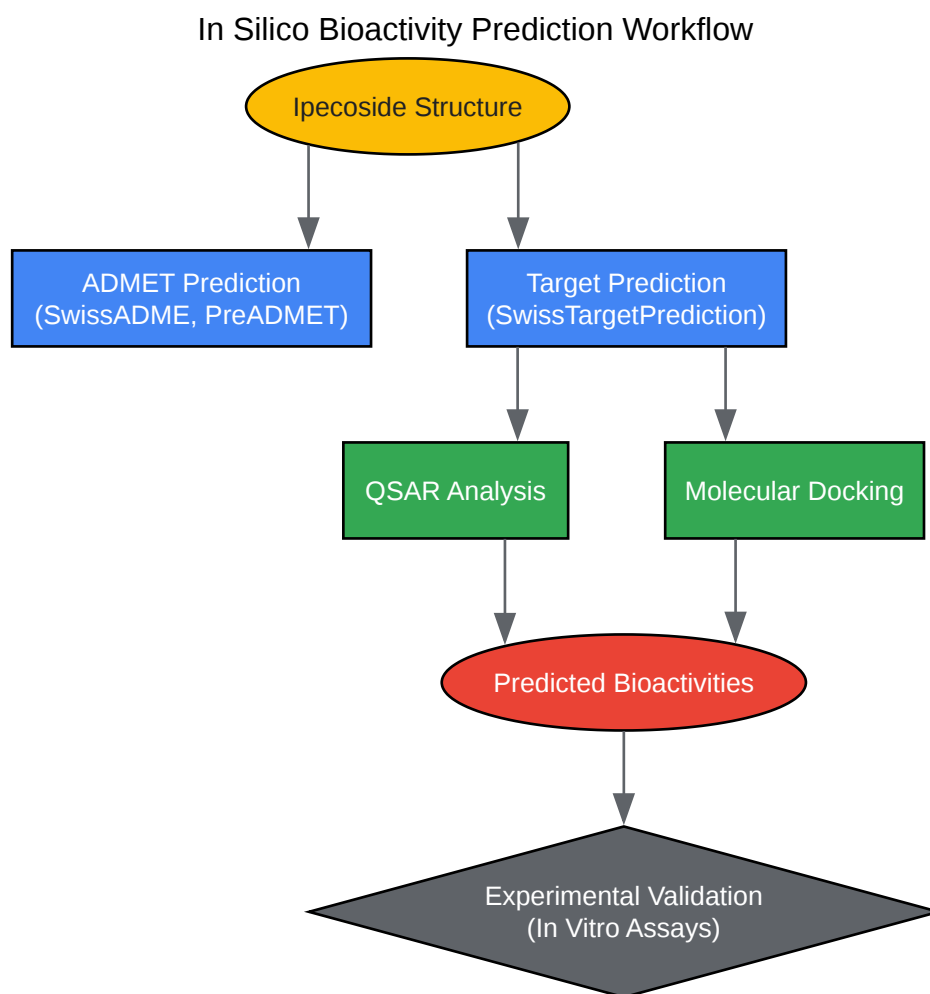 In Silico Bioactivity Prediction Workflow
Ipecoside Structure
ADMET Prediction
(SwissADME, PreADMET)
Target Prediction
(SwissTargetPrediction)
QSAR Analysis
Molecular Docking
Predicted Bioactivities
Experimental Validation
(In Vitro Assays)